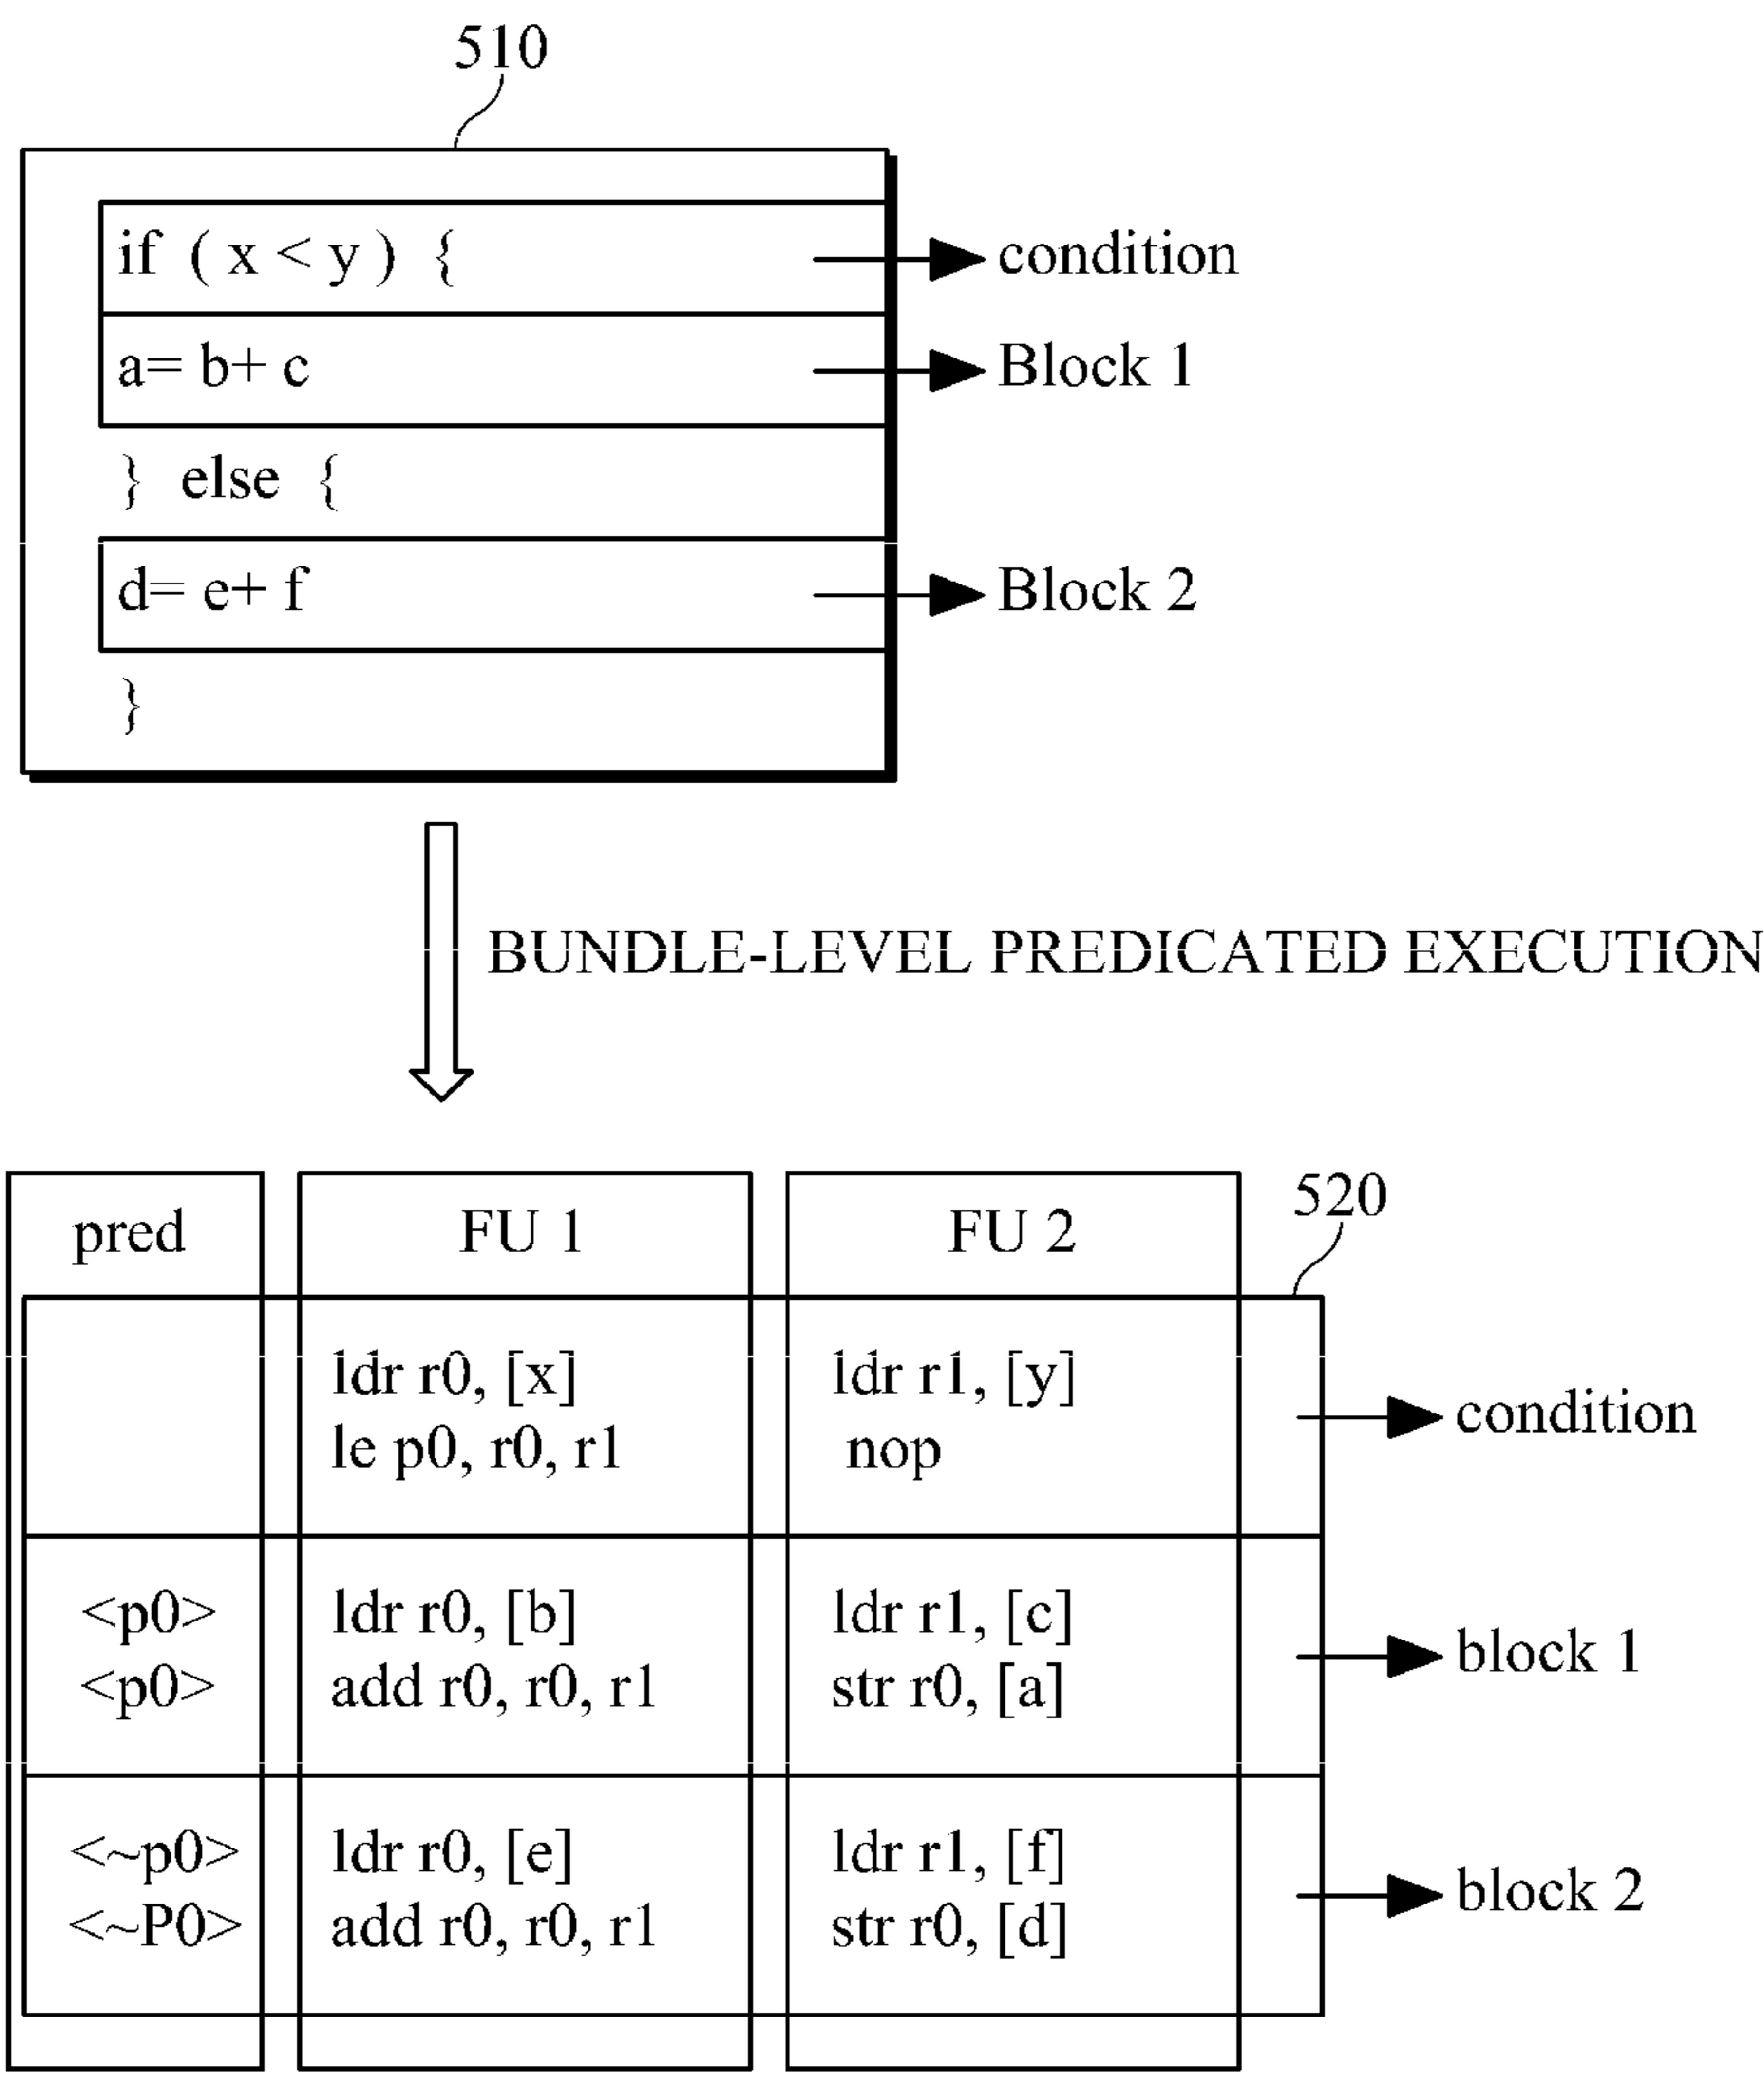 510
if ( x < y ) {
condition
a= b+ c
Block 1
} else {
d= e+ f
Block 2
}
BUNDLE-LEVEL PREDICATED EXECUTION
520
pred FU 1 FU 2
ldr r0, [x] ldr r1, [y]
le p0, r0, r1 nop
condition
<p0> ldr r0, [b] ldr r1, [c]
<p0> add r0, r0, r1 str r0, [a]
block 1
<~p0> ldr r0, [e] ldr r1, [f]
<~P0> add r0, r0, r1 str r0, [d]
block 2